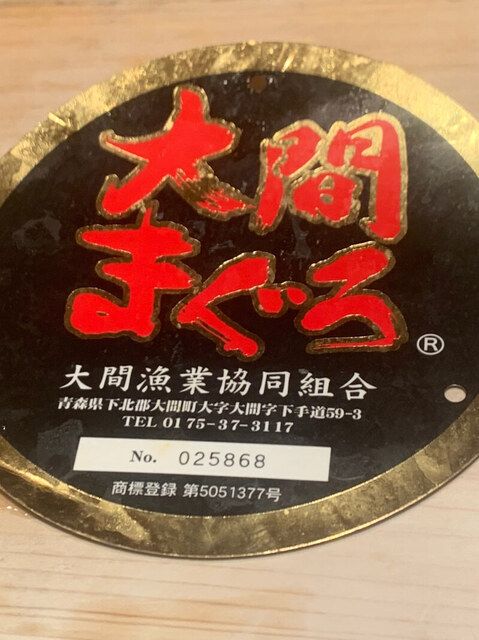 大間
まぐろ®
大間漁業協同組合
青森県下北郡大間町大字大間字下手道59-3
TEL 0175-37-3117
No. 025868
商標登録 第5051377号